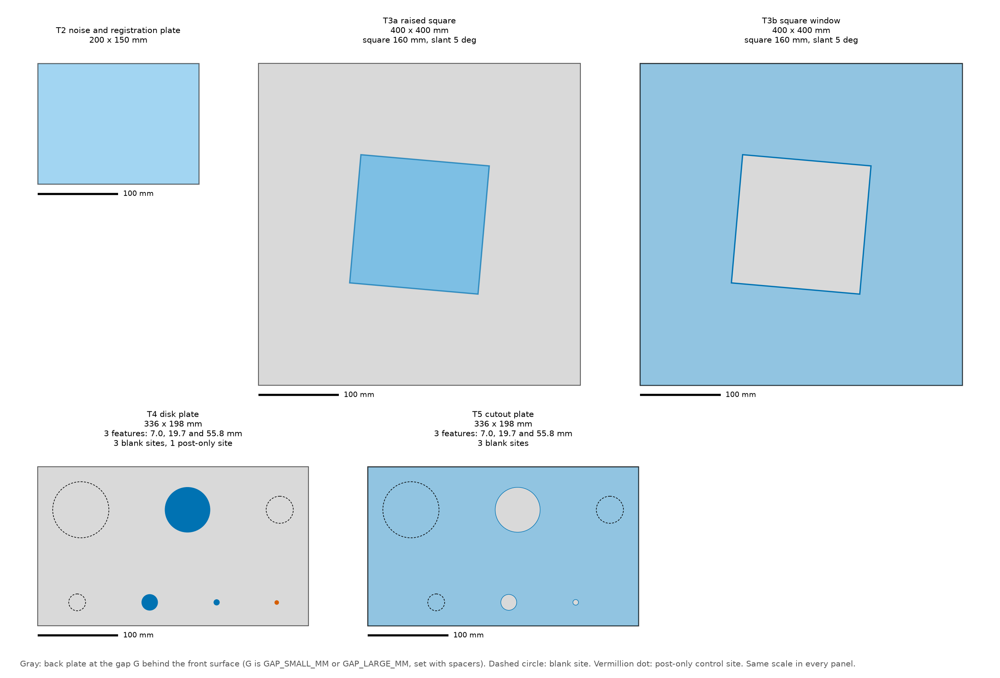 T2 noise and registration plate
200 x 150 mm
100 mm
T3a raised square
400 x 400 mm
square 160 mm, slant 5 deg
100 mm
T3b square window
400 x 400 mm
square 160 mm, slant 5 deg
100 mm
T4 disk plate
336 x 198 mm
3 features: 7.0, 19.7 and 55.8 mm
3 blank sites, 1 post-only site
100 mm
T5 cutout plate
336 x 198 mm
3 features: 7.0, 19.7 and 55.8 mm
3 blank sites
100 mm
Gray: back plate at the gap G behind the front surface (G is GAP_SMALL_MM or GAP_LARGE_MM, set with spacers). Dashed circle: blank site. Vermillion dot: post-only control site. Same scale in every panel.